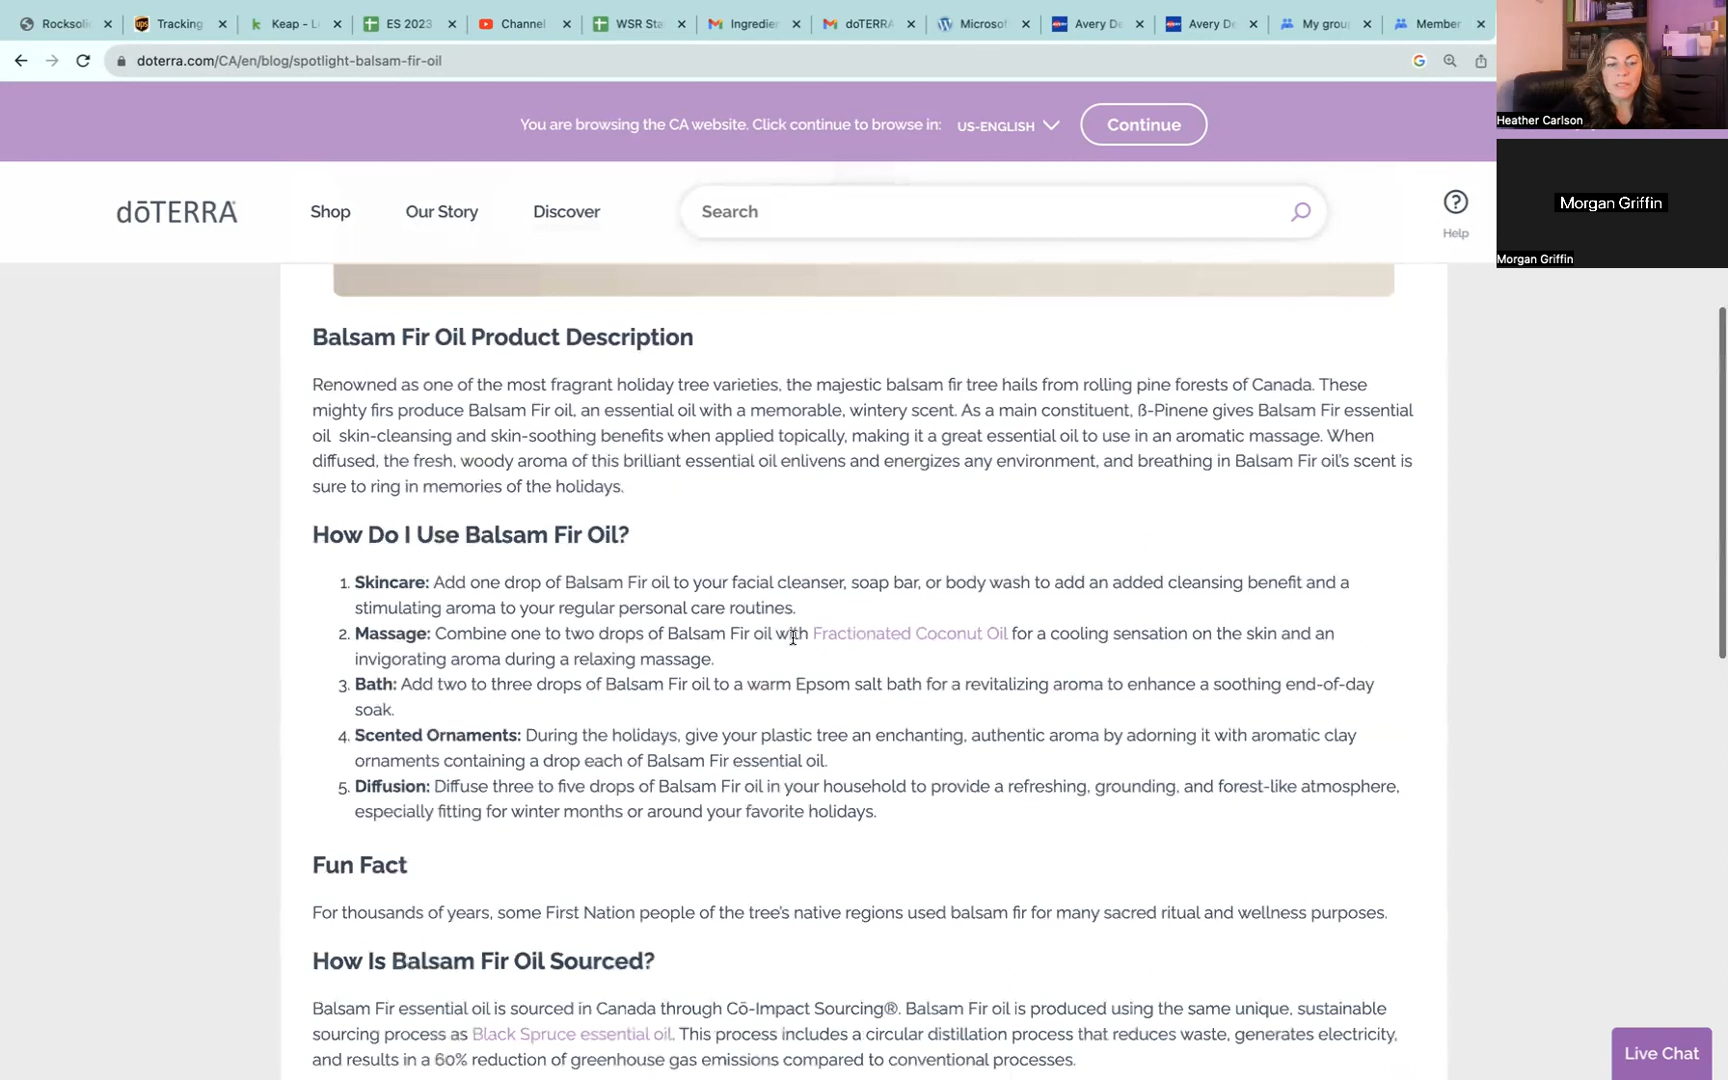 Rocksoli
Tracking
Keap - L
ES 2023
Channel
WSR Sta
Ingredie
doTERRA
Microsof
Avery De
Avery De
My grou
Member
doterra.com/CA/en/blog/spotlight-balsam-fir-oil
You are browsing the CA website. Click continue to browse in: US-ENGLISH Continue
dōTERRA Shop Our Story Discover Search
Help
Heather Carlson
Morgan Griffin
Morgan Griffin
Balsam Fir Oil Product Description
Renowned as one of the most fragrant holiday tree varieties, the majestic balsam fir tree hails from rolling pine forests of Canada. These
mighty firs produce Balsam Fir oil, an essential oil with a memorable, wintery scent. As a main constituent, ß-Pinene gives Balsam Fir essential
oil skin-cleansing and skin-soothing benefits when applied topically, making it a great essential oil to use in an aromatic massage. When
diffused, the fresh, woody aroma of this brilliant essential oil enlivens and energizes any environment, and breathing in Balsam Fir oil's scent is
sure to ring in memories of the holidays.
How Do I Use Balsam Fir Oil?
1. Skincare: Add one drop of Balsam Fir oil to your facial cleanser, soap bar, or body wash to add an added cleansing benefit and a
stimulating aroma to your regular personal care routines.
2. Massage: Combine one to two drops of Balsam Fir oil with Fractionated Coconut Oil for a cooling sensation on the skin and an
invigorating aroma during a relaxing massage.
3. Bath: Add two to three drops of Balsam Fir oil to a warm Epsom salt bath for a revitalizing aroma to enhance a soothing end-of-day
soak.
4. Scented Ornaments: During the holidays, give your plastic tree an enchanting, authentic aroma by adorning it with aromatic clay
ornaments containing a drop each of Balsam Fir essential oil.
5. Diffusion: Diffuse three to five drops of Balsam Fir oil in your household to provide a refreshing, grounding, and forest-like atmosphere,
especially fitting for winter months or around your favorite holidays.
Fun Fact
For thousands of years, some First Nation people of the tree's native regions used balsam fir for many sacred ritual and wellness purposes.
How Is Balsam Fir Oil Sourced?
Balsam Fir essential oil is sourced in Canada through Cō-Impact Sourcing®. Balsam Fir oil is produced using the same unique, sustainable
sourcing process as Black Spruce essential oil. This process includes a circular distillation process that reduces waste, generates electricity,
and results in a 60% reduction of greenhouse gas emissions compared to conventional processes.
Live Chat